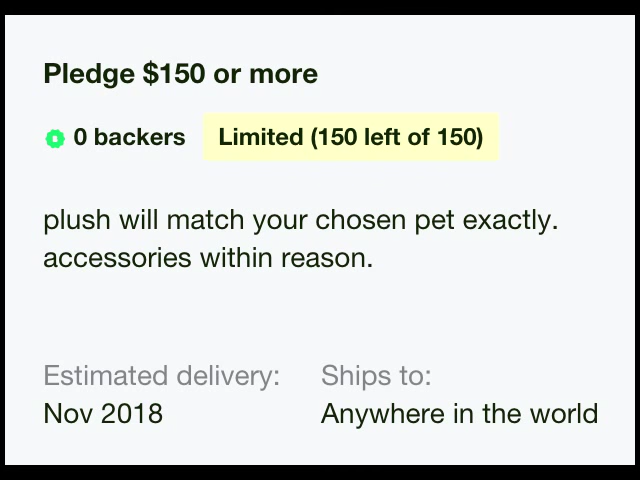 Pledge $150 or more
0 backers Limited (150 left of 150)
plush will match your chosen pet exactly.
accessories within reason.
Estimated delivery: Ships to:
Nov 2018 Anywhere in the world